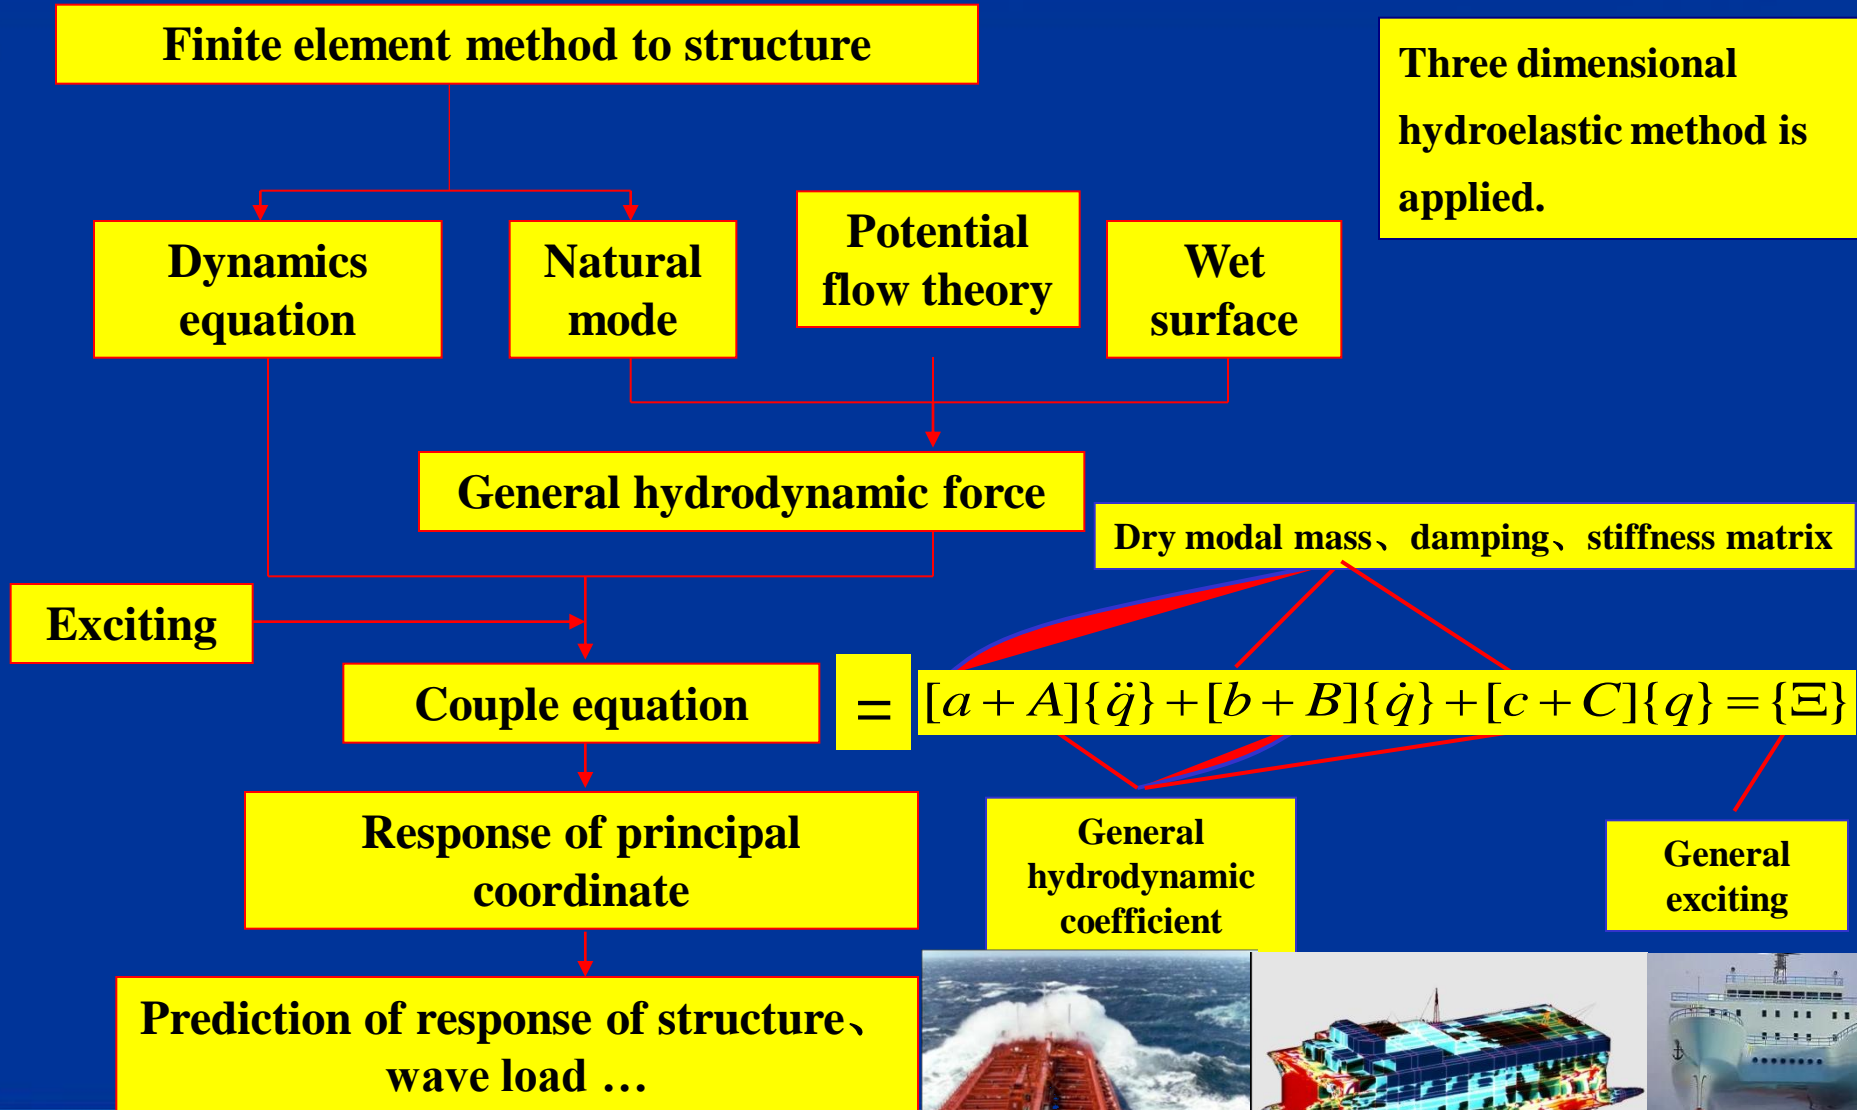 Finite element method to structure
Three dimensional
hydroelastic method is
applied.
Dynamics
equation
Natural
mode
Potential
flow theory
Wet
surface
General hydrodynamic force
Dry modal mass、damping、stiffness matrix
Exciting
Couple equation
=
[a + A]{q̈} + [b + B]{q̇} + [c + C]{q} = {Ξ}
Response of principal
coordinate
General
hydrodynamic
coefficient
General
exciting
Prediction of response of structure、
wave load …